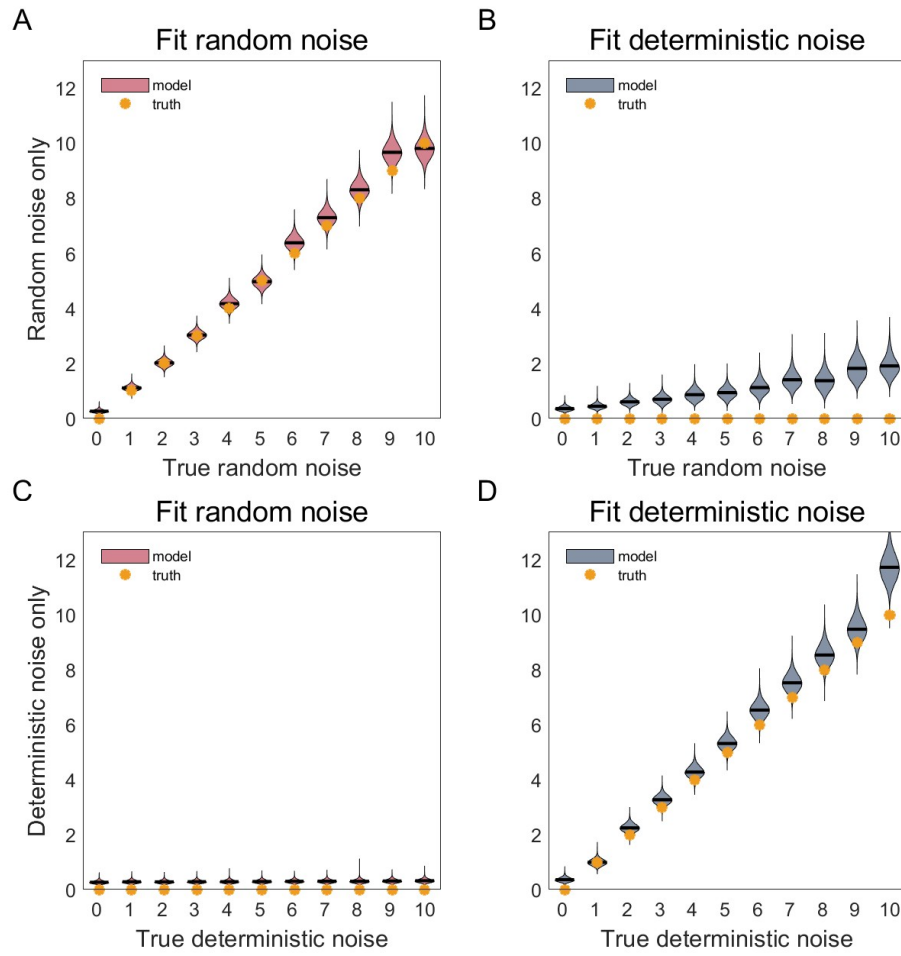 A
B
Fit random noise
Fit deterministic noise
model
truth
model
truth
Random noise only
12
10
8
6
4
2
0
12
10
8
6
4
2
0
0 1 2 3 4 5 6 7 8 9 10
0 1 2 3 4 5 6 7 8 9 10
True random noise
True random noise
C
D
Fit random noise
Fit deterministic noise
model
truth
model
truth
Deterministic noise only
12
10
8
6
4
2
0
12
10
8
6
4
2
0
0 1 2 3 4 5 6 7 8 9 10
0 1 2 3 4 5 6 7 8 9 10
True deterministic noise
True deterministic noise